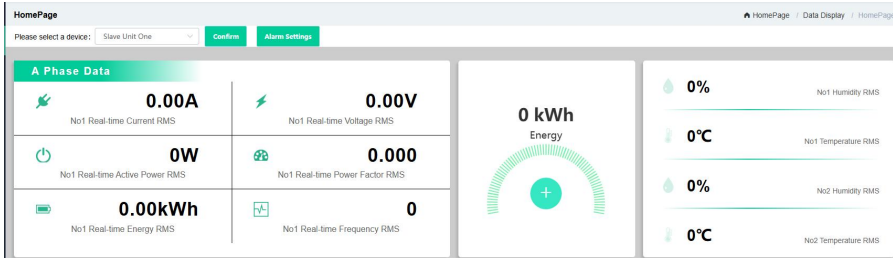 HomePage
HomePage / Data Display / HomePage
Please select a device: Slave Unit One Confirm Alarm Settings
A Phase Data
0.00A
No1 Real-time Current RMS
0.00V
No1 Real-time Voltage RMS
0W
No1 Real-time Active Power RMS
0.000
No1 Real-time Power Factor RMS
0.00kWh
No1 Real-time Energy RMS
0
No1 Real-time Frequency RMS
0 kWh
Energy
+
0%
No1 Humidity RMS
0℃
No1 Temperature RMS
0%
No2 Humidity RMS
0℃
No2 Temperature RMS